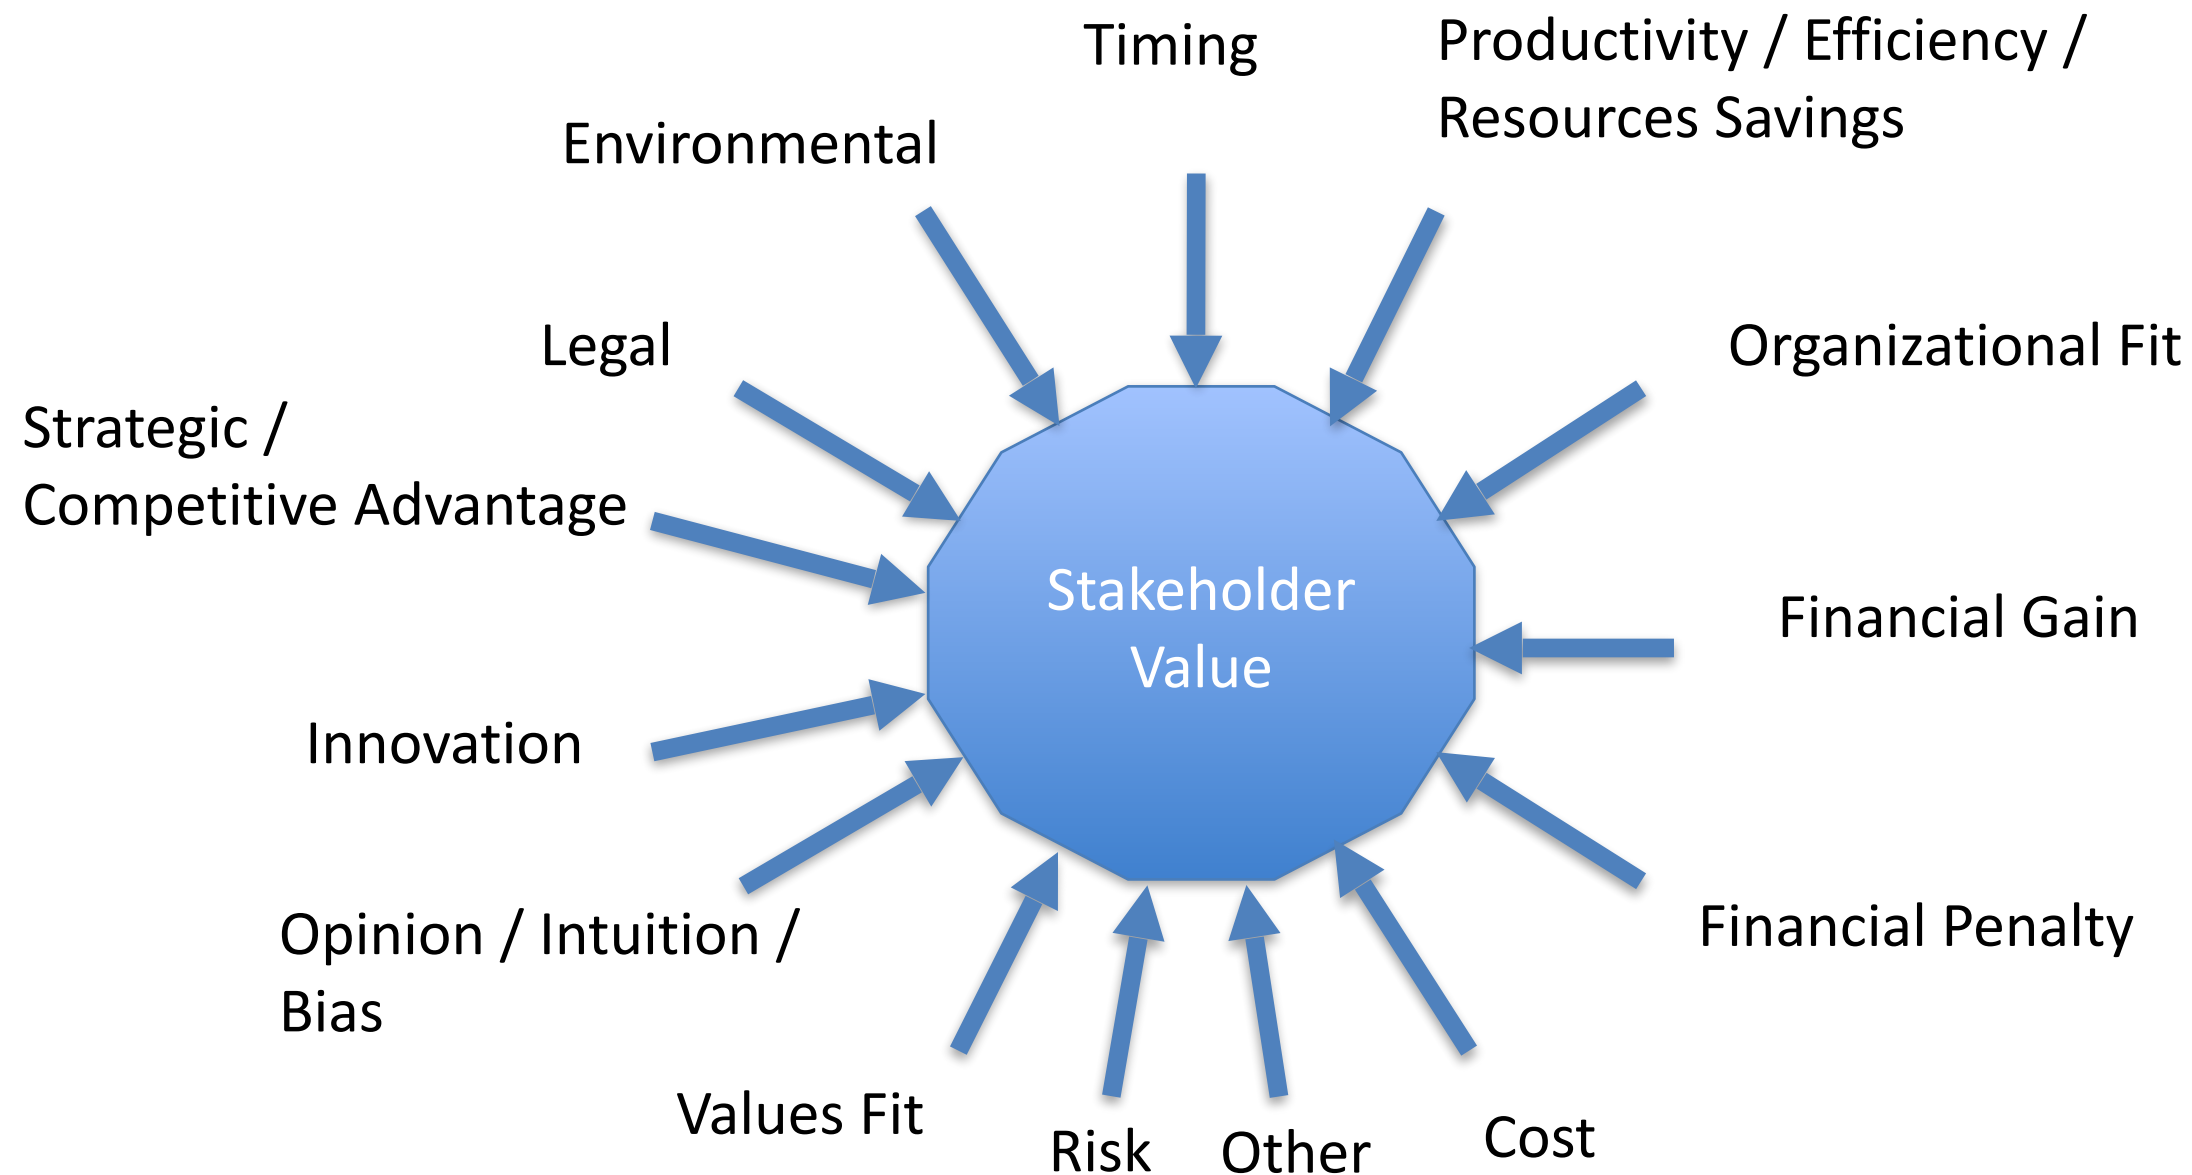 Timing
Productivity / Efficiency /
Resources Savings
Environmental
Legal
Organizational Fit
Strategic /
Competitive Advantage
Stakeholder
Value
Financial Gain
Innovation
Opinion / Intuition /
Bias
Financial Penalty
Values Fit
Risk
Other
Cost